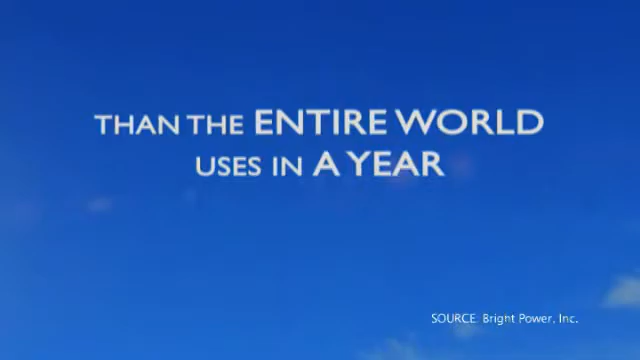 THAN THE ENTIRE WORLD
USES IN A YEAR
SOURCE: Bright Power, Inc.